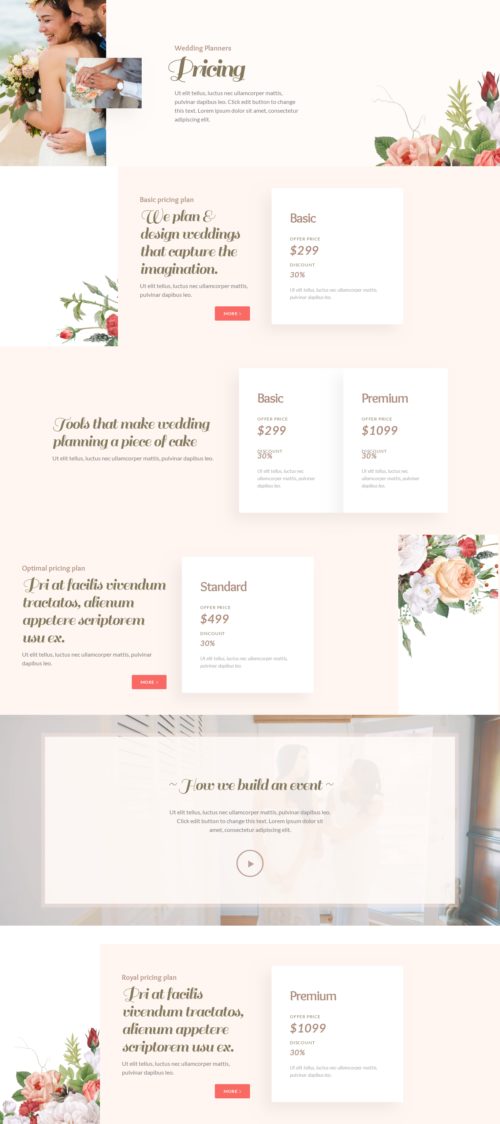 Wedding Planners
Pricing
Ut elit tellus, luctus nec ullamcorper mattis,
pulvinar dapibus leo. Click edit button to change
this text. Lorem ipsum dolor sit amet, consectetur
adipiscing elit.
Basic pricing plan
We plan &
design weddings
that capture the
imagination.
Ut elit tellus, luctus nec ullamcorper mattis,
pulvinar dapibus leo.
MORE >
Basic
OFFER PRICE
$299
DISCOUNT
30%
Ut elit tellus, luctus nec ullamcorper mattis,
pulvinar dapibus leo.
Tools that make wedding
planning a piece of cake
Ut elit tellus, luctus nec ullamcorper mattis, pulvinar dapibus leo.
Basic
OFFER PRICE
$299
DISCOUNT
30%
Ut elit tellus, luctus nec
ullamcorper mattis, pulvinar
dapibus leo.
Premium
OFFER PRICE
$1099
DISCOUNT
30%
Ut elit tellus, luctus nec
ullamcorper mattis, pulvinar
dapibus leo.
Optimal pricing plan
Pri at facilis vivendum
tractatos, alienum
appetere scriptorem
usu ex.
Ut elit tellus, luctus nec ullamcorper mattis, pulvinar
dapibus leo.
MORE >
Standard
OFFER PRICE
$499
DISCOUNT
30%
Ut elit tellus, luctus nec ullamcorper mattis,
pulvinar dapibus leo.
~ How we build an event ~
Ut elit tellus, luctus nec ullamcorper mattis, pulvinar dapibus leo.
Click edit button to change this text. Lorem ipsum dolor sit
amet, consectetur adipiscing elit.
Royal pricing plan
Pri at facilis
vivendum tractatos,
alienum appetere
scriptorem usu ex.
Ut elit tellus, luctus nec ullamcorper mattis, pulvinar
dapibus leo.
MORE >
Premium
OFFER PRICE
$1099
DISCOUNT
30%
Ut elit tellus, luctus nec ullamcorper mattis,
pulvinar dapibus leo.